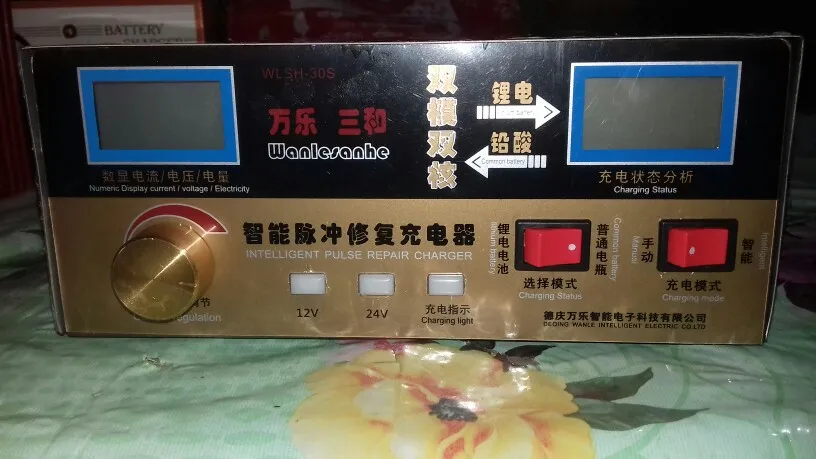 BATTERY
CHARGER
WLSH-30S
万乐 三和
Wanlesanhe
双模双核
锂电
铅酸
Common battery
数显电流/电压/电量
Numeric Display current / voltage / Electricity
充电状态分析
Charging Status
智能脉冲修复充电器
INTELLIGENT PULSE REPAIR CHARGER
12V
24V
充电指示
Charging light
节
gulation
锂电电池
lithium battery
普通电瓶
Common battery
选择模式
Charging Status
手动
Manual
智能
Intelligent
充电模式
Charging mode
德庆万乐智能电子科技有限公司
DEQING WANLE INTELLIGENT ELECTRIC CO.LTD